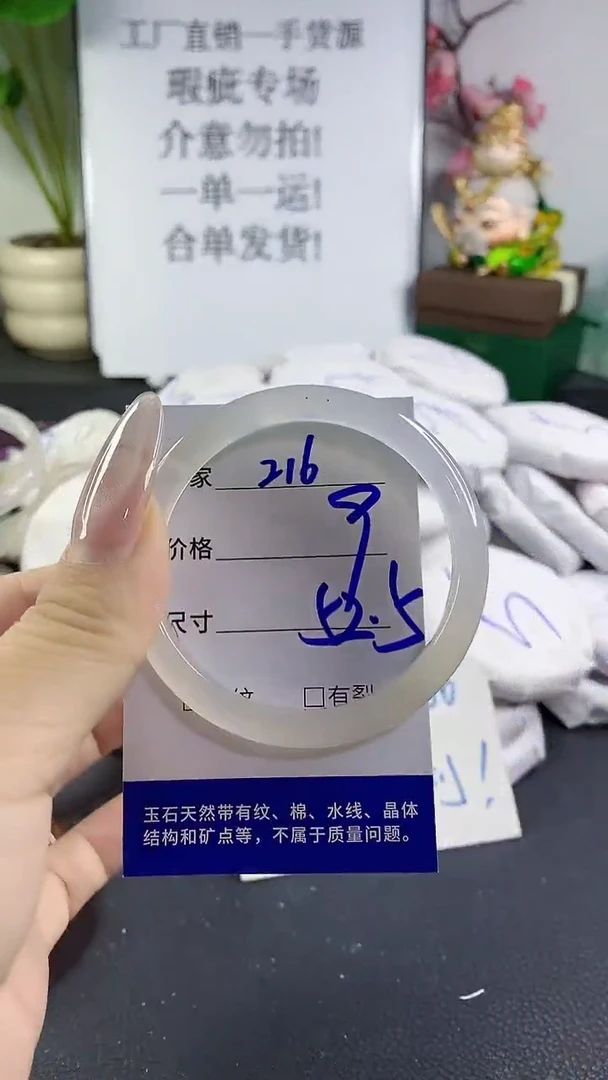 工厂直销一手货源
瑕疵专场
介意勿拍!
一单一运!
合单发货!
家 216
价格
尺寸 52.5
纹 □有裂
玉石天然带有纹、棉、水线、晶体
结构和矿点等，不属于质量问题。